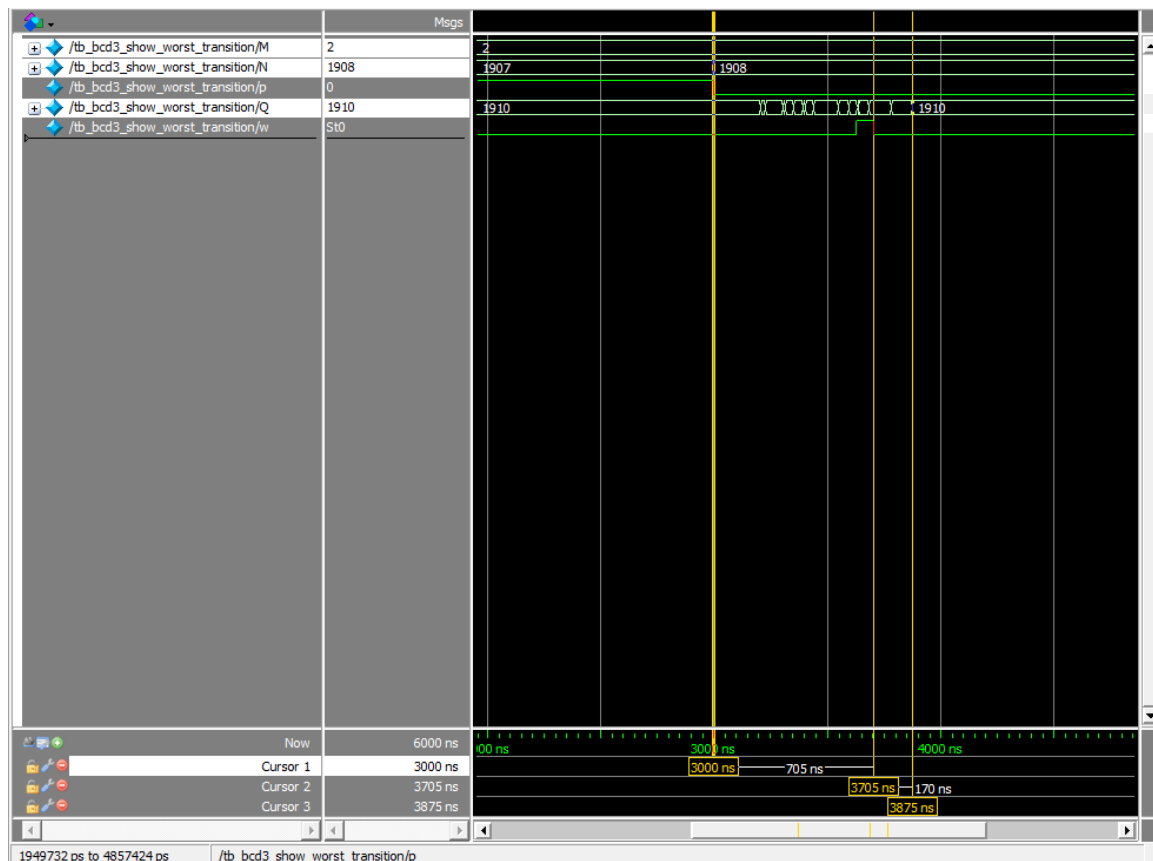 Msgs
/tb_bcd3_show_worst_transition/M 2 2
/tb_bcd3_show_worst_transition/N 1908 1907 1908
/tb_bcd3_show_worst_transition/p 0
/tb_bcd3_show_worst_transition/Q 1910 1910 1910
/tb_bcd3_show_worst_transition/w St0
Now 6000 ns 00 ns 3000 ns 4000 ns
Cursor 1 3000 ns 3000 ns 705 ns
Cursor 2 3705 ns 3705 ns 170 ns
Cursor 3 3875 ns 3875 ns
1949732 ps to 4857424 ps /tb_bcd3_show_worst_transition/p